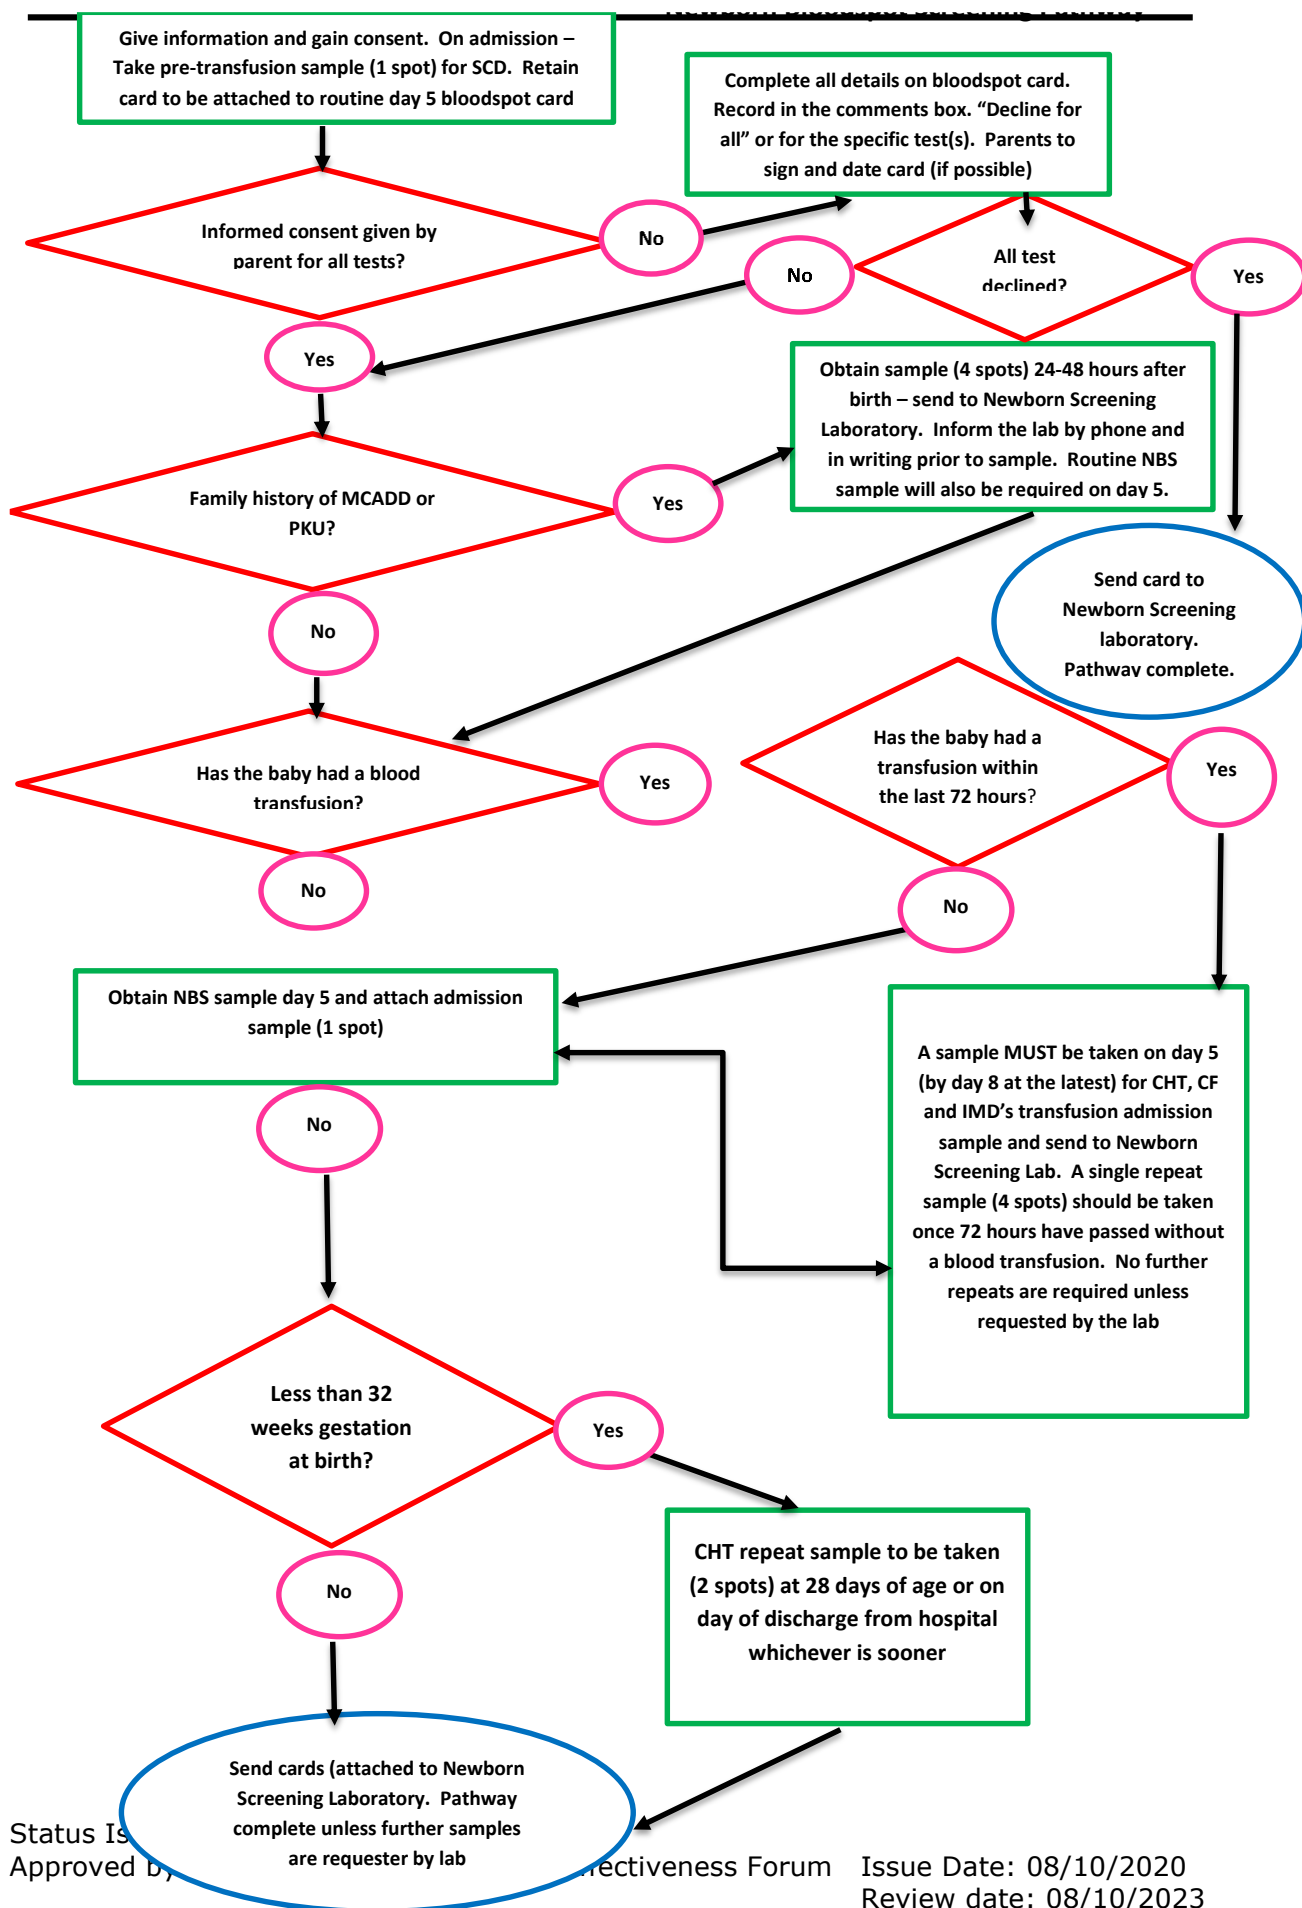 Newborn Bloodspot Screening Pathway
Give information and gain consent.  On admission –
Take pre-transfusion sample (1 spot) for SCD.  Retain
card to be attached to routine day 5 bloodspot card
Complete all details on bloodspot card.
Record in the comments box. “Decline for
all” or for the specific test(s).  Parents to
sign and date card (if possible)
Informed consent given by
parent for all tests?
No
No
All test
declined?
Yes
Yes
Obtain sample (4 spots) 24-48 hours after
birth – send to Newborn Screening
Laboratory.  Inform the lab by phone and
in writing prior to sample.  Routine NBS
sample will also be required on day 5.
Family history of MCADD or
PKU?
Yes
No
Send card to
Newborn Screening
laboratory.
Pathway complete.
Has the baby had a blood
transfusion?
Yes
Has the baby had a
transfusion within
the last 72 hours?
Yes
No
No
Obtain NBS sample day 5 and attach admission
sample (1 spot)
A sample MUST be taken on day 5
(by day 8 at the latest) for CHT, CF
and IMD’s transfusion admission
sample and send to Newborn
Screening Lab.  A single repeat
sample (4 spots) should be taken
once 72 hours have passed without
a blood transfusion.  No further
repeats are required unless
requested by the lab
No
Less than 32
weeks gestation
at birth?
Yes
CHT repeat sample to be taken
(2 spots) at 28 days of age or on
day of discharge from hospital
whichever is sooner
No
Send cards (attached to Newborn
Screening Laboratory.  Pathway
complete unless further samples
are requester by lab
Status Is
Approved by
fectiveness Forum
Issue Date: 08/10/2020
Review date: 08/10/2023